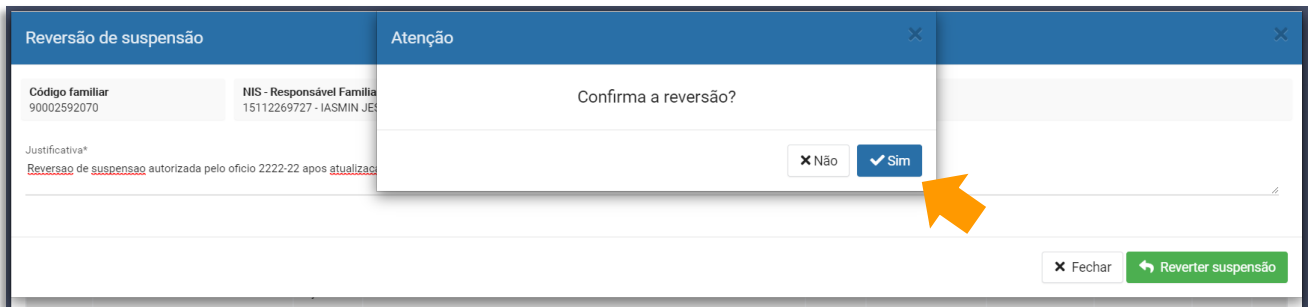 Reversão de suspensão
Atenção
Código familiar
90002592070
NIS - Responsável Familia
15112269727 - IASMIN JES
Confirma a reversão?
Justificativa*
Reversao de suspensao autorizada pelo oficio 2222-22 apos atualizaca
Não
Sim
Fechar
Reverter suspensão